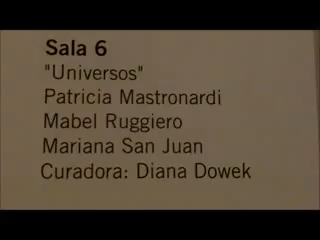 Sala 6
"Universos"
Patricia Mastronardi
Mabel Ruggiero
Mariana San Juan
Curadora: Diana Dowek